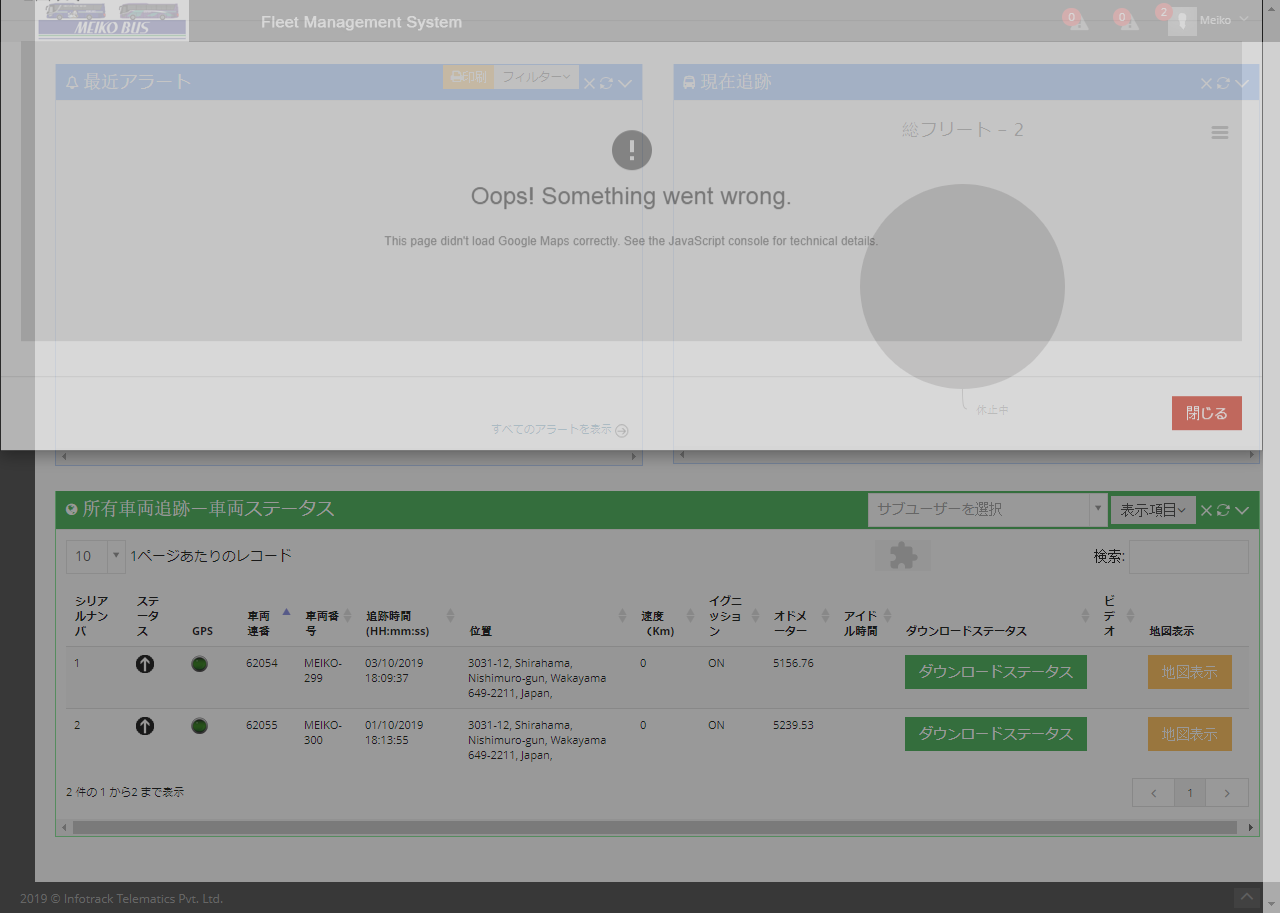 MEIKO BUS
Fleet Management System
0
0
2
Meiko
最近アラート
印刷
フィルター
現在追跡
総フリート – 2
Oops! Something went wrong.
This page didn't load Google Maps correctly. See the JavaScript console for technical details.
休止中
閉じる
すべてのアラートを表示
所有車両追跡ー車両ステータス
サブユーザーを選択
表示項目
10
1ページあたりのレコード
検索:
シリア
ルナン
バ
ステ
ータ
ス
GPS
車両
連番
車両番
号
追跡時間
(HH:mm:ss)
位置
速度
（Km)
イグニ
ッショ
ン
オドメ
ーター
アイド
ル時間
ダウンロードステータス
ビ
デ
オ
地図表示
1
62054
MEIKO-
299
03/10/2019
18:09:37
3031-12, Shirahama,
Nishimuro-gun, Wakayama
649-2211, Japan,
0
ON
5156.76
ダウンロードステータス
地図表示
2
62055
MEIKO-
300
01/10/2019
18:13:55
3031-12, Shirahama,
Nishimuro-gun, Wakayama
649-2211, Japan,
0
ON
5239.53
ダウンロードステータス
地図表示
2 件の 1 から2 まで表示
1
2019 © Infotrack Telematics Pvt. Ltd.